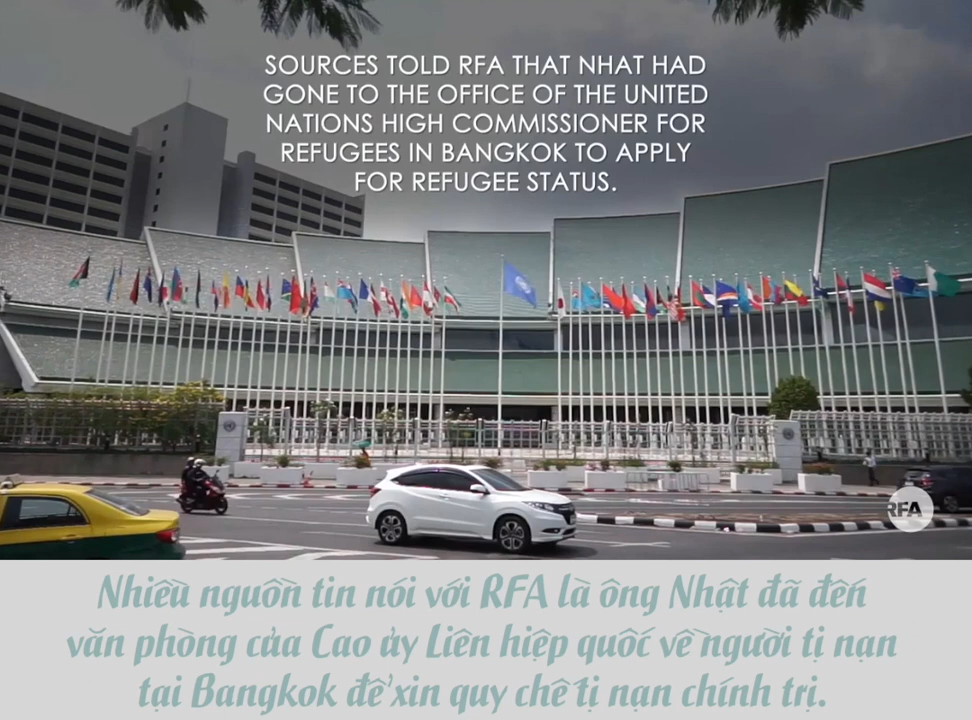 SOURCES TOLD RFA THAT NHAT HAD
GONE TO THE OFFICE OF THE UNITED
NATIONS HIGH COMMISSIONER FOR
REFUGEES IN BANGKOK TO APPLY
FOR REFUGEE STATUS.
RFA
Nhiều nguồn tin nói với RFA là ông Nhật đã đến
văn phòng của Cao ủy Liên hiệp quốc về người tị nạn
tại Bangkok để xin quy chế tị nạn chính trị.